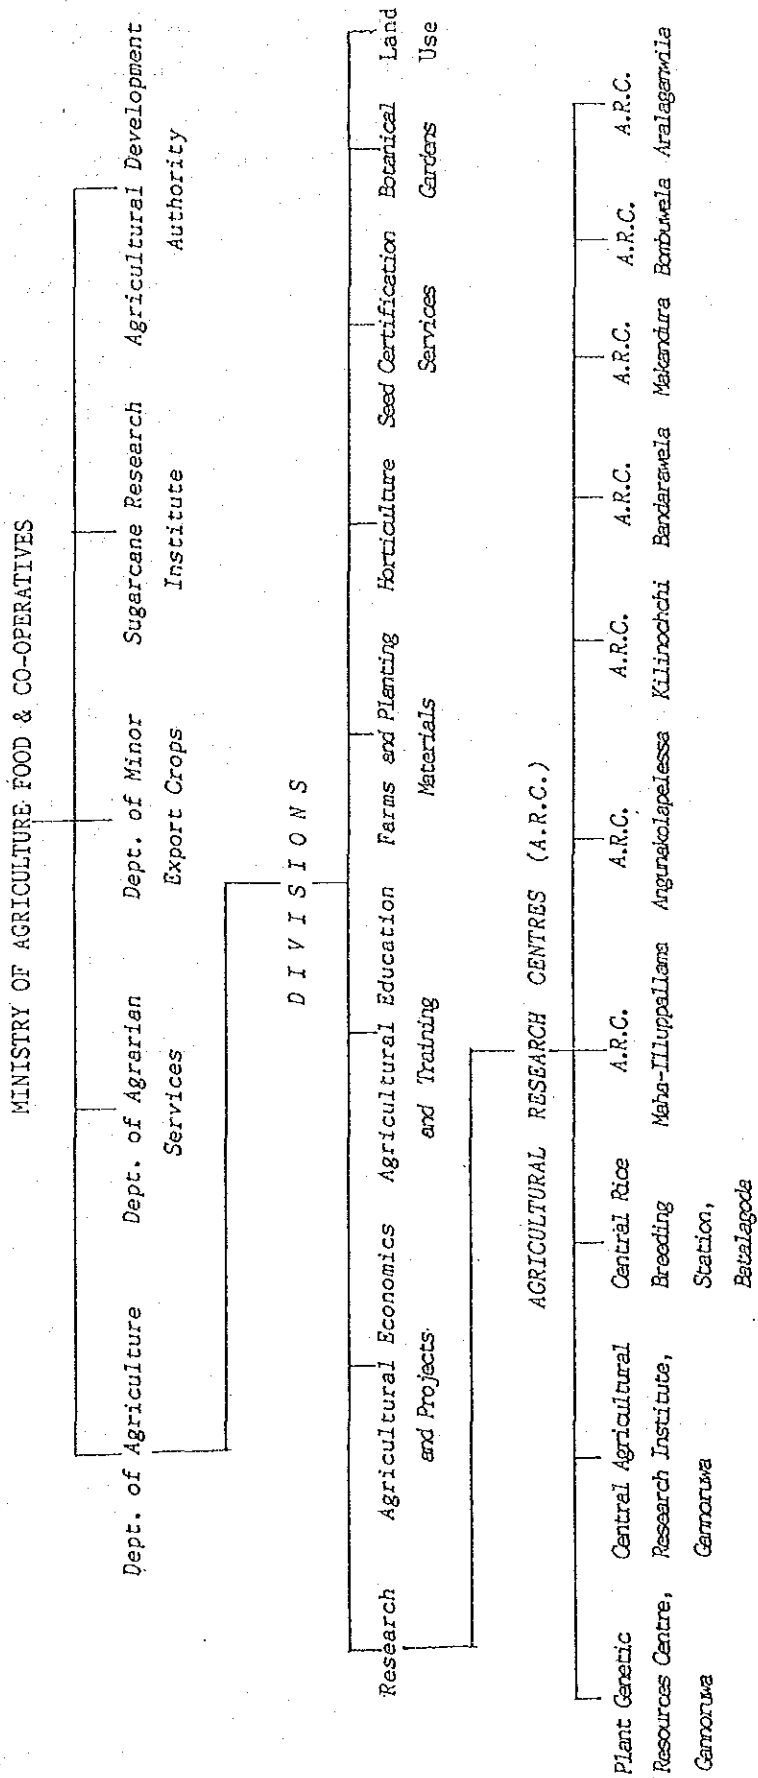 MINISTRY OF AGRICULTURE FOOD & CO-OPERATIVES
Dept. of Agriculture
Dept. of Agrarian
Services
Dept. of Minor
Export Crops
Sugarcane Research
Institute
Agricultural Development
Authority
DIVISIONS
Research
Agricultural Economics
and Projects
Agricultural Education
and Training
Farms and Planting
Materials
Horticulture
Seed Certification
Services
Botanical
Gardens
Land
Use
AGRICULTURAL RESEARCH CENTRES (A.R.C.)
Plant Genetic
Resources Centre,
Gannoruwa
Central Agricultural
Research Institute,
Gannoruwa
Central Rice
Breeding
Station,
Batalagoda
A.R.C.
Maha-Illuppallama
A.R.C.
Angunakolapelessa
A.R.C.
Kilinochchi
A.R.C.
Bandarawela
A.R.C.
Makandura
A.R.C.
Bombuwela
A.R.C.
Aralaganwila